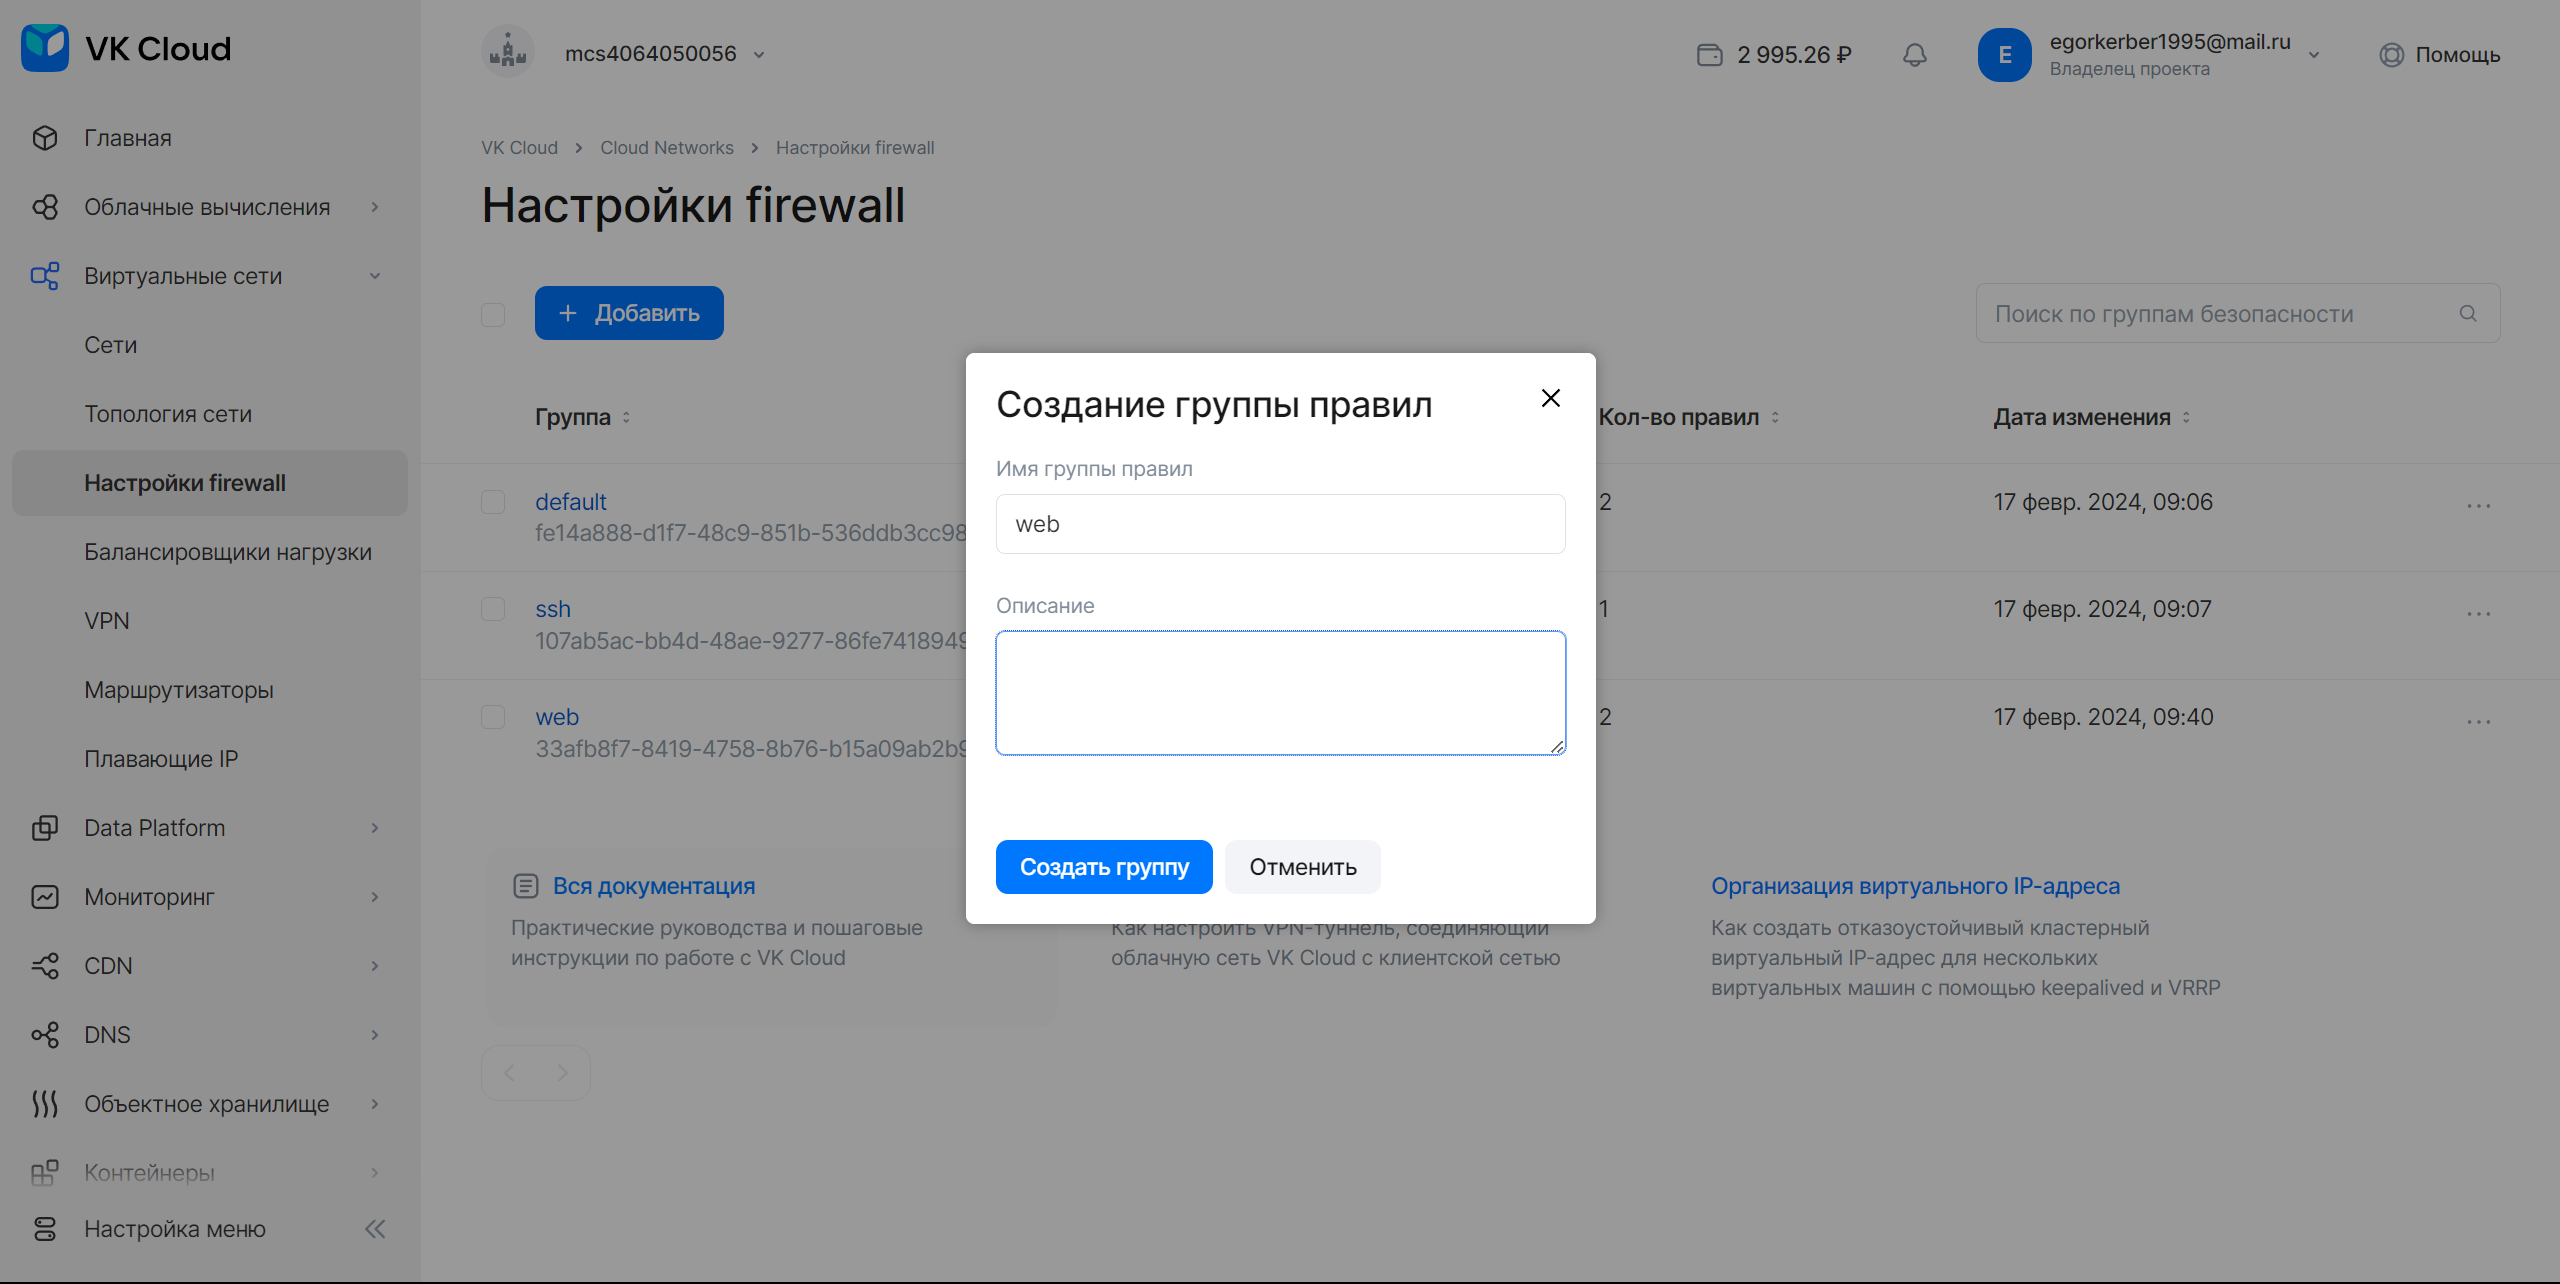 VK Cloud
Главная
Облачные вычисления
Виртуальные сети
Сети
Топология сети
Настройки firewall
Балансировщики нагрузки
VPN
Маршрутизаторы
Плавающие IP
Data Platform
Мониторинг
CDN
DNS
Объектное хранилище
Контейнеры
Настройка меню
mcs4064050056
2 995.26 ₽
E
egorkerber1995@mail.ru
Владелец проекта
Помощь
VK Cloud
Cloud Networks
Настройки firewall
Настройки firewall
Добавить
Поиск по группам безопасности
Группа
Кол-во правил
Дата изменения
default
fe14a888-d1f7-48c9-851b-536ddb3cc98
2
17 февр. 2024, 09:06
ssh
107ab5ac-bb4d-48ae-9277-86fe7418949
1
17 февр. 2024, 09:07
web
33afb8f7-8419-4758-8b76-b15a09ab2b9
2
17 февр. 2024, 09:40
Создание группы правил
Имя группы правил
web
Описание
Создать группу
Отменить
Вся документация
Практические руководства и пошаговые
инструкции по работе с VK Cloud
Как настроить VPN-туннель, соединяющий
облачную сеть VK Cloud с клиентской сетью
Организация виртуального IP-адреса
Как создать отказоустойчивый кластерный
виртуальный IP-адрес для нескольких
виртуальных машин с помощью keepalived и VRRP